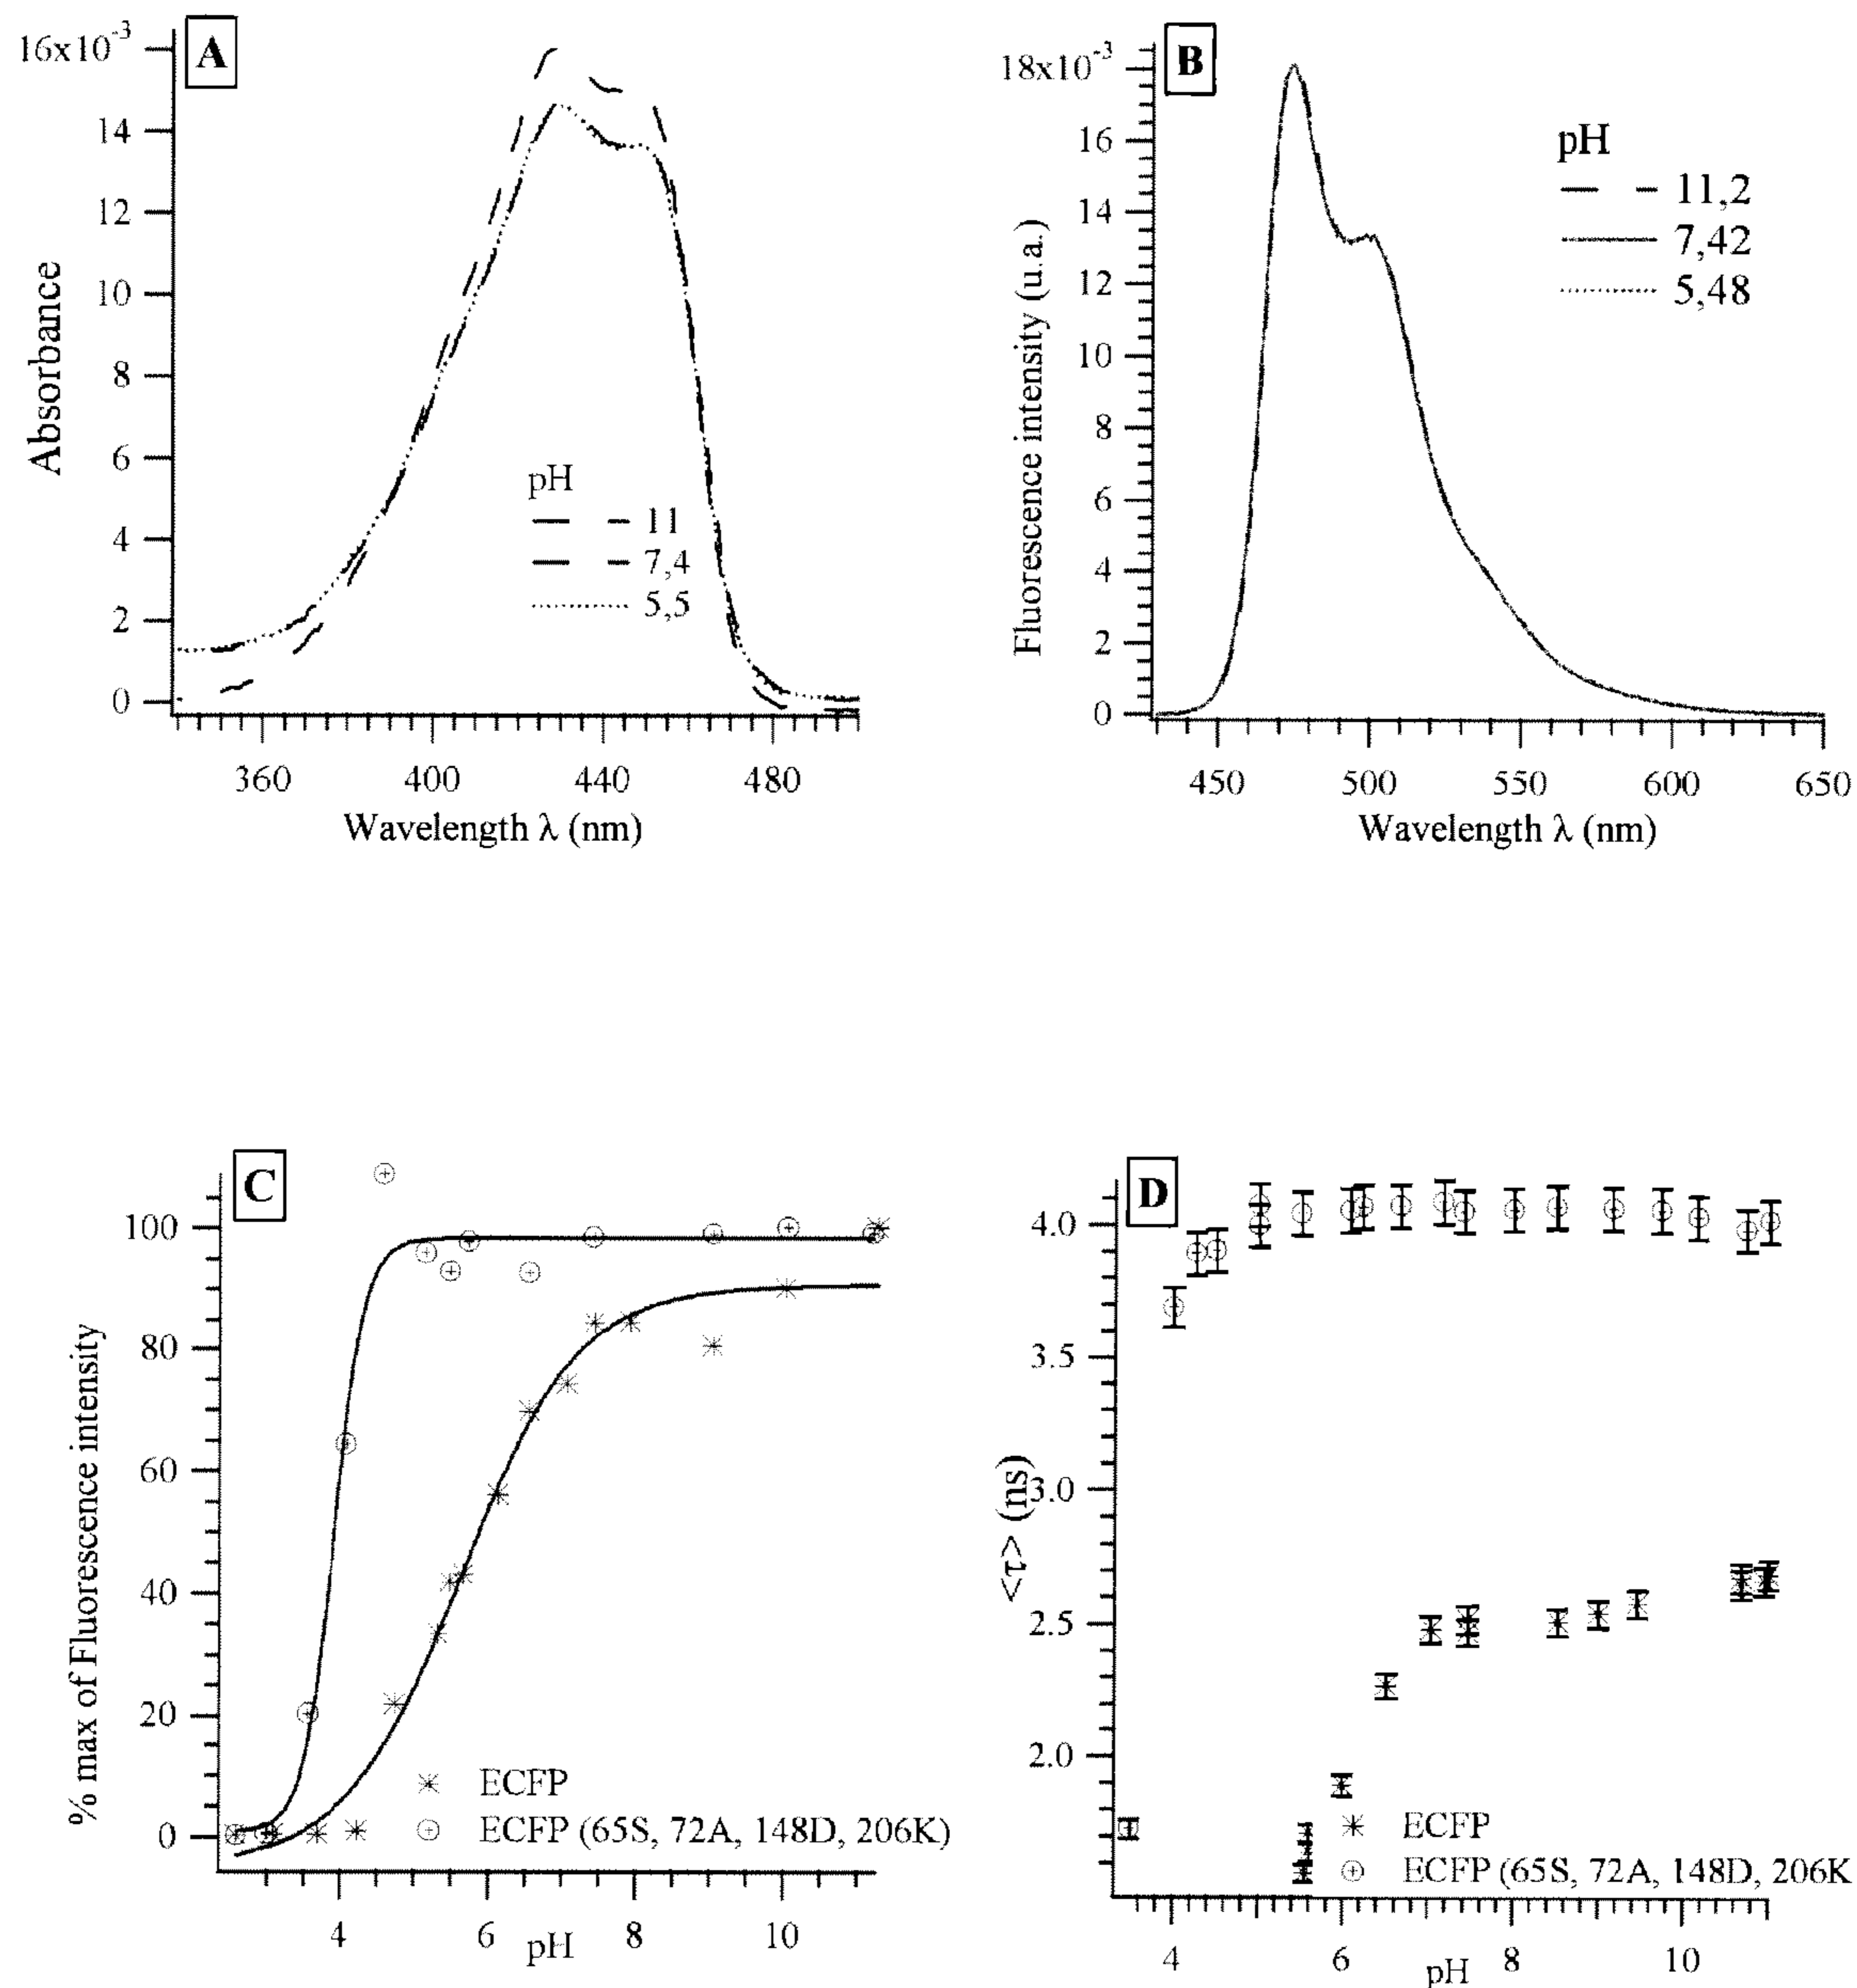 A
16x10-3
14
12
10
8
6
4
2
0
Absorbance
pH
11
7,4
5,5
360 400 440 480
Wavelength λ (nm)
B
18x10-3
16
14
12
10
8
6
4
2
0
Fluorescence intensity (u.a.)
pH
11,2
7,42
5,48
450 500 550 600 650
Wavelength λ (nm)
C
100
80
60
40
20
0
% max of Fluorescence intensity
ECFP
ECFP (65S, 72A, 148D, 206K)
4 6 8 10
pH
D
4.0
3.5
3.0
2.5
2.0
<τ> (ns)
ECFP
ECFP (65S, 72A, 148D, 206K
4 6 8 10
pH